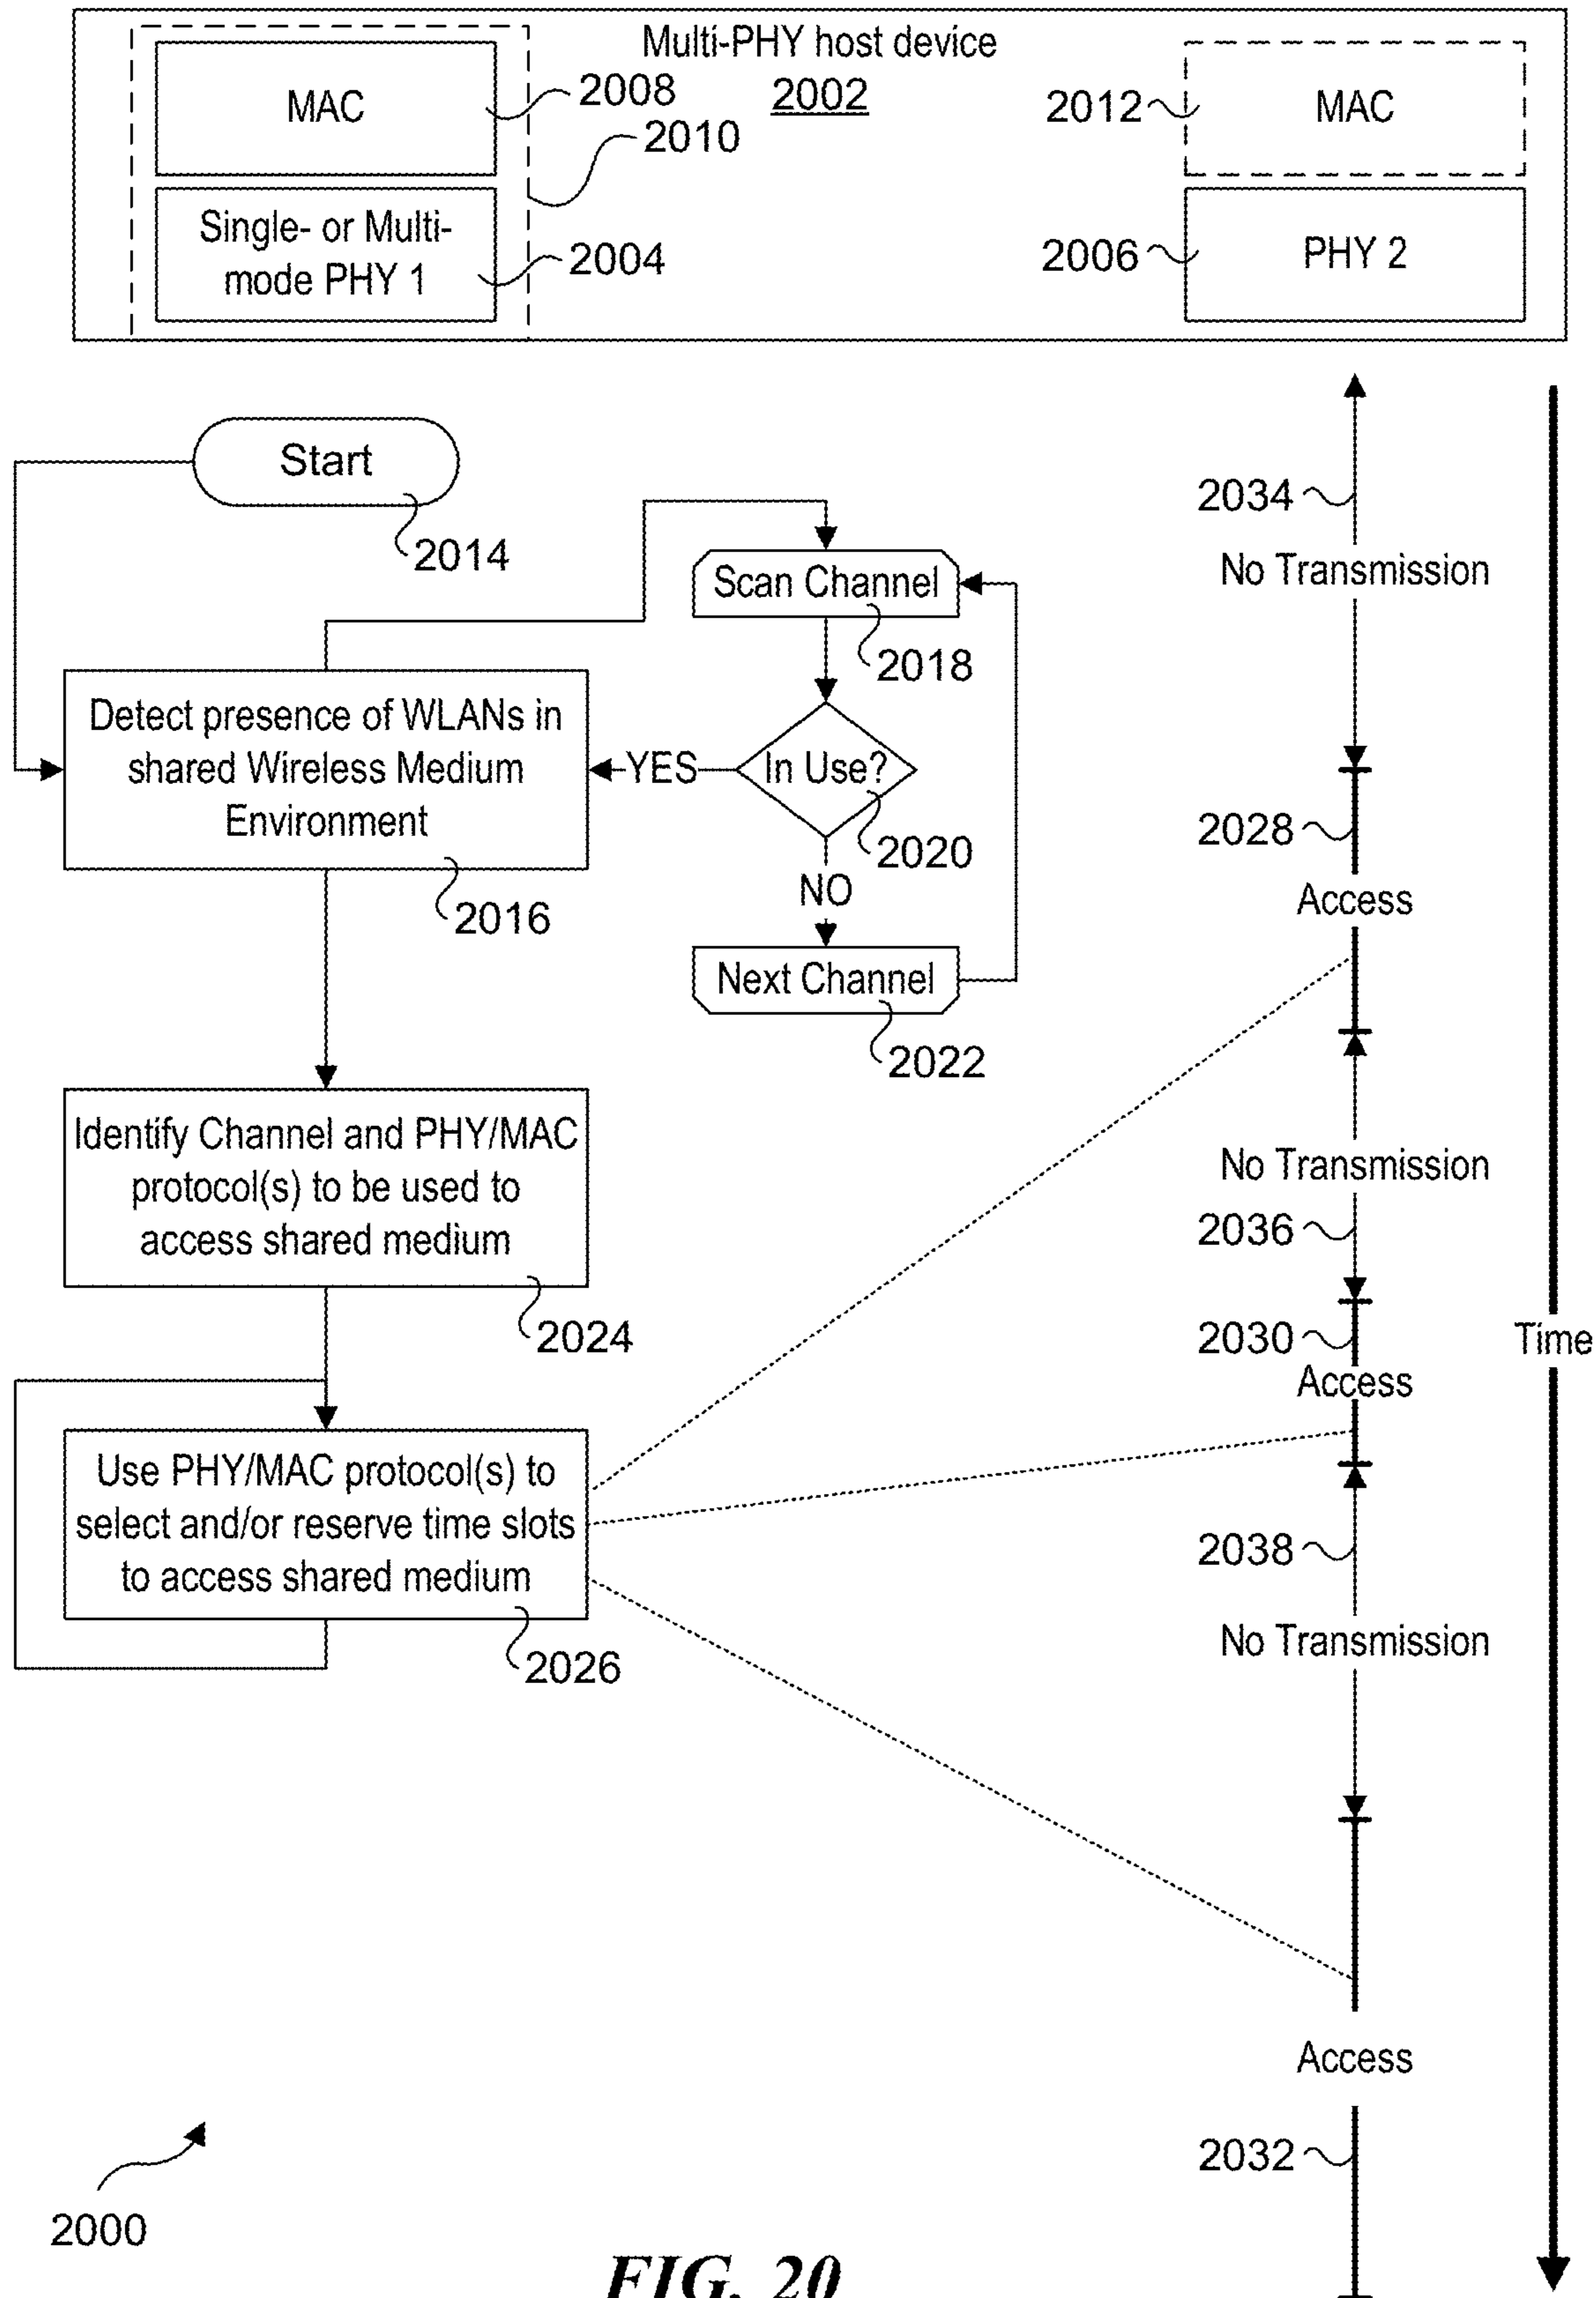 Multi-PHY host device
2002
MAC
2008
2010
Single- or Multi-
mode PHY 1
2004
2012
MAC
2006
PHY 2
Start
2014
Scan Channel
2018
Detect presence of WLANs in
shared Wireless Medium
Environment
2016
YES
In Use?
2020
NO
Next Channel
2022
Identify Channel and PHY/MAC
protocol(s) to be used to
access shared medium
2024
Use PHY/MAC protocol(s) to
select and/or reserve time slots
to access shared medium
2026
2034
No Transmission
2028
Access
No Transmission
2036
2030
Access
2038
No Transmission
Access
2032
Time
2000
FIG. 20